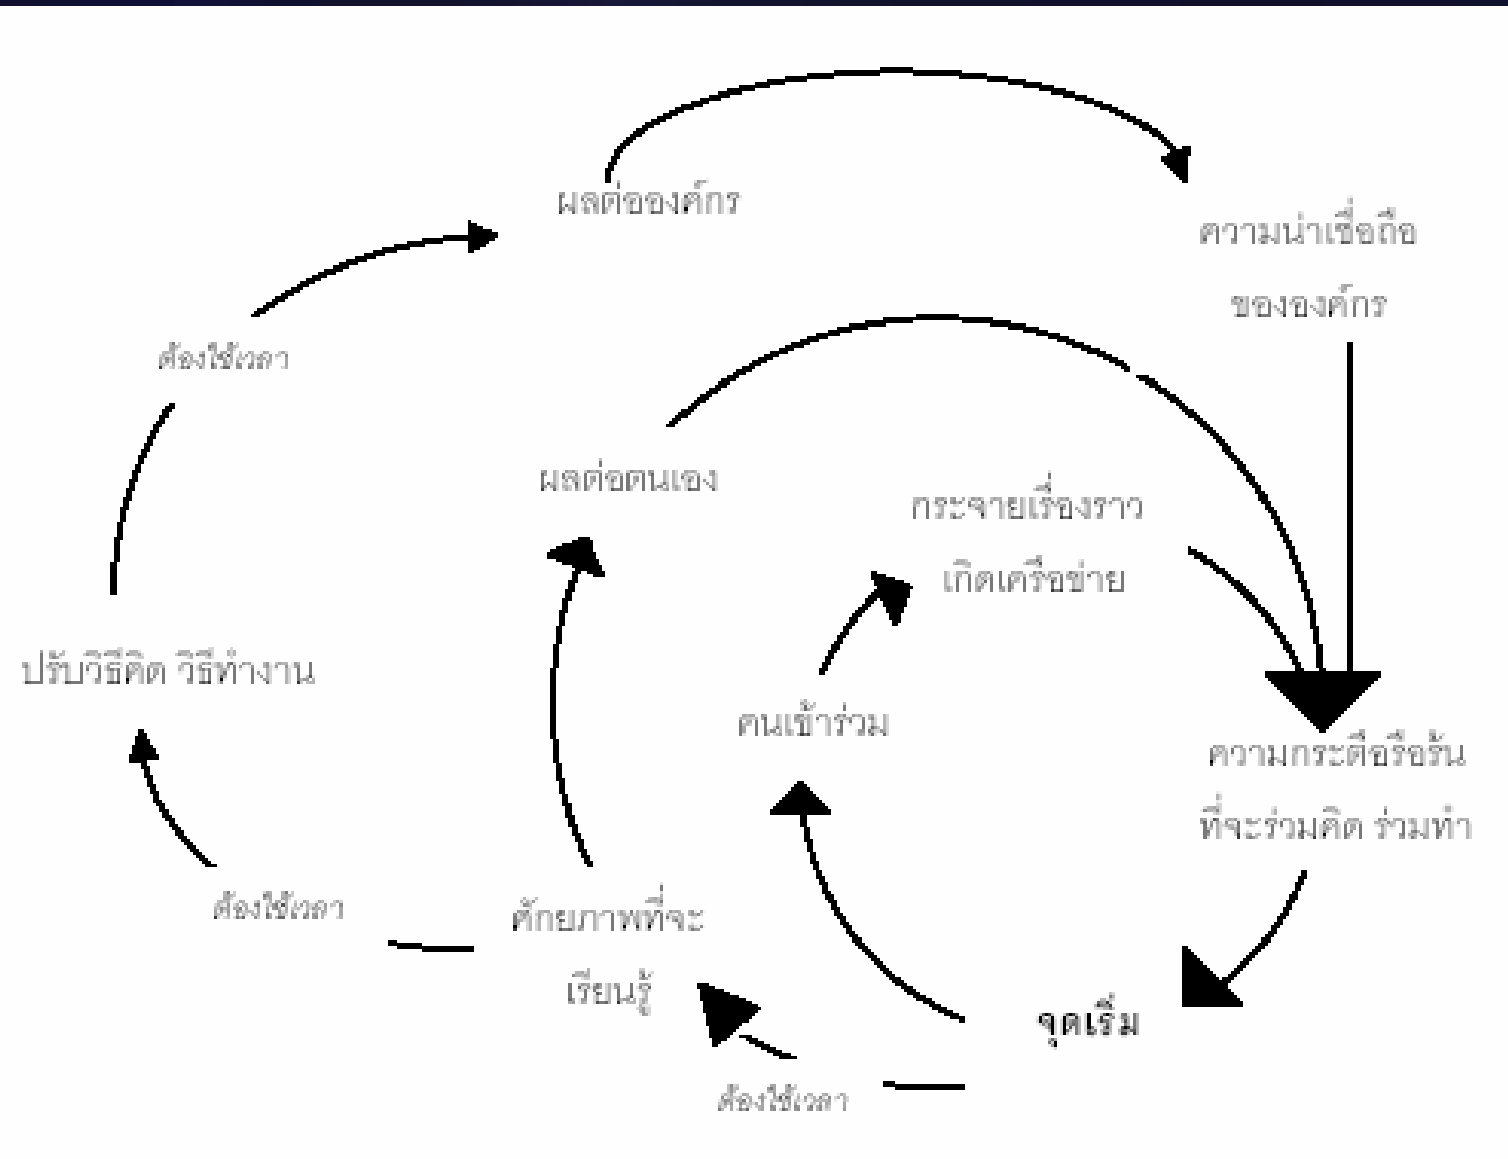 ผลต่อองค์กร
ความน่าเชื่อถือ
ขององค์กร
ต้องใช้เวลา
ผลต่อตนเอง
กระจายเรื่องราว
เกิดเครือข่าย
ปรับวิธีคิด วิธีทำงาน
คนเข้าร่วม
ความกระตือรือร้น
ที่จะร่วมคิด ร่วมทำ
ต้องใช้เวลา
ศักยภาพที่จะ
เรียนรู้
จุดเริ่ม
ต้องใช้เวลา